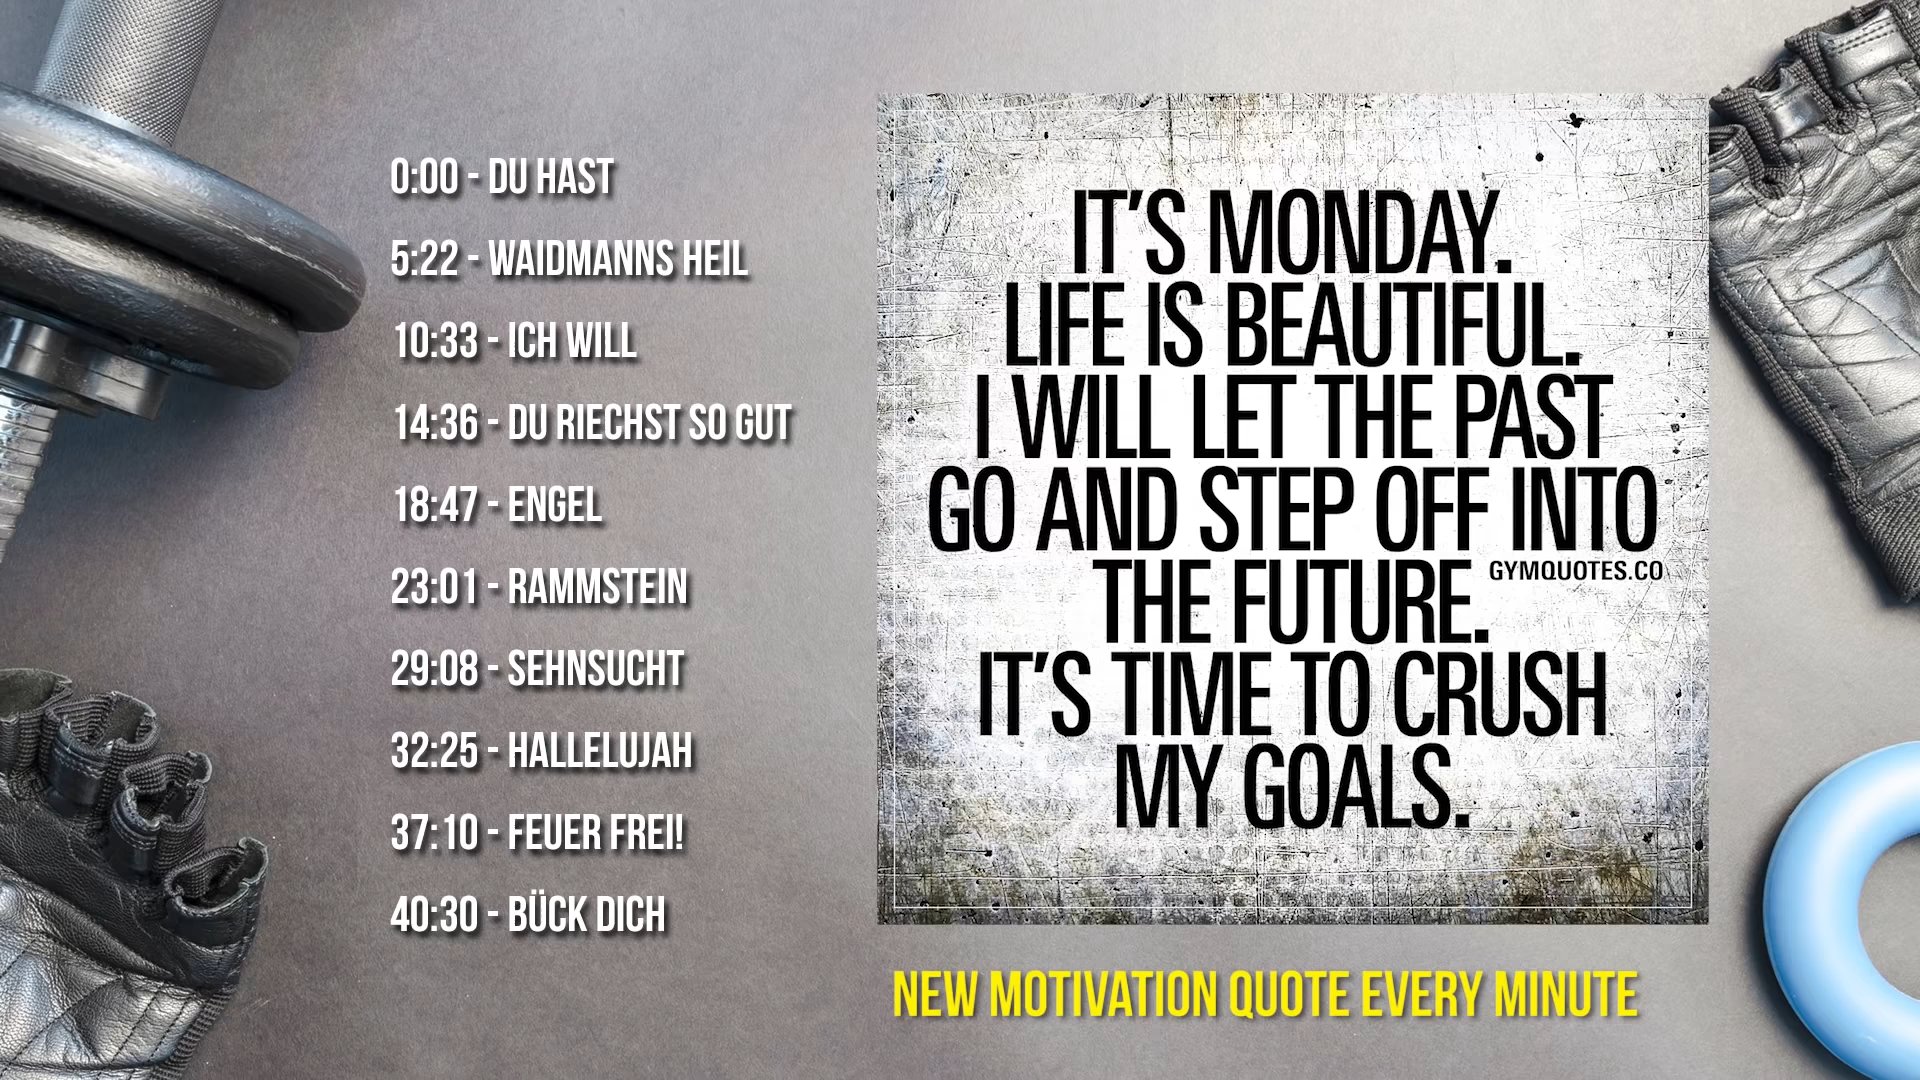 0:00 - DU HAST
5:22 - WAIDMANNS HEIL
10:33 - ICH WILL
14:36 - DU RIECHST SO GUT
18:47 - ENGEL
23:01 - RAMMSTEIN
29:08 - SEHNSUCHT
32:25 - HALLELUJAH
37:10 - FEUER FREI!
40:30 - BÜCK DICH
IT'S MONDAY.
LIFE IS BEAUTIFUL.
I WILL LET THE PAST
GO AND STEP OFF INTO
THE FUTURE.
GYMQUOTES.CO
IT'S TIME TO CRUSH
MY GOALS.
NEW MOTIVATION QUOTE EVERY MINUTE